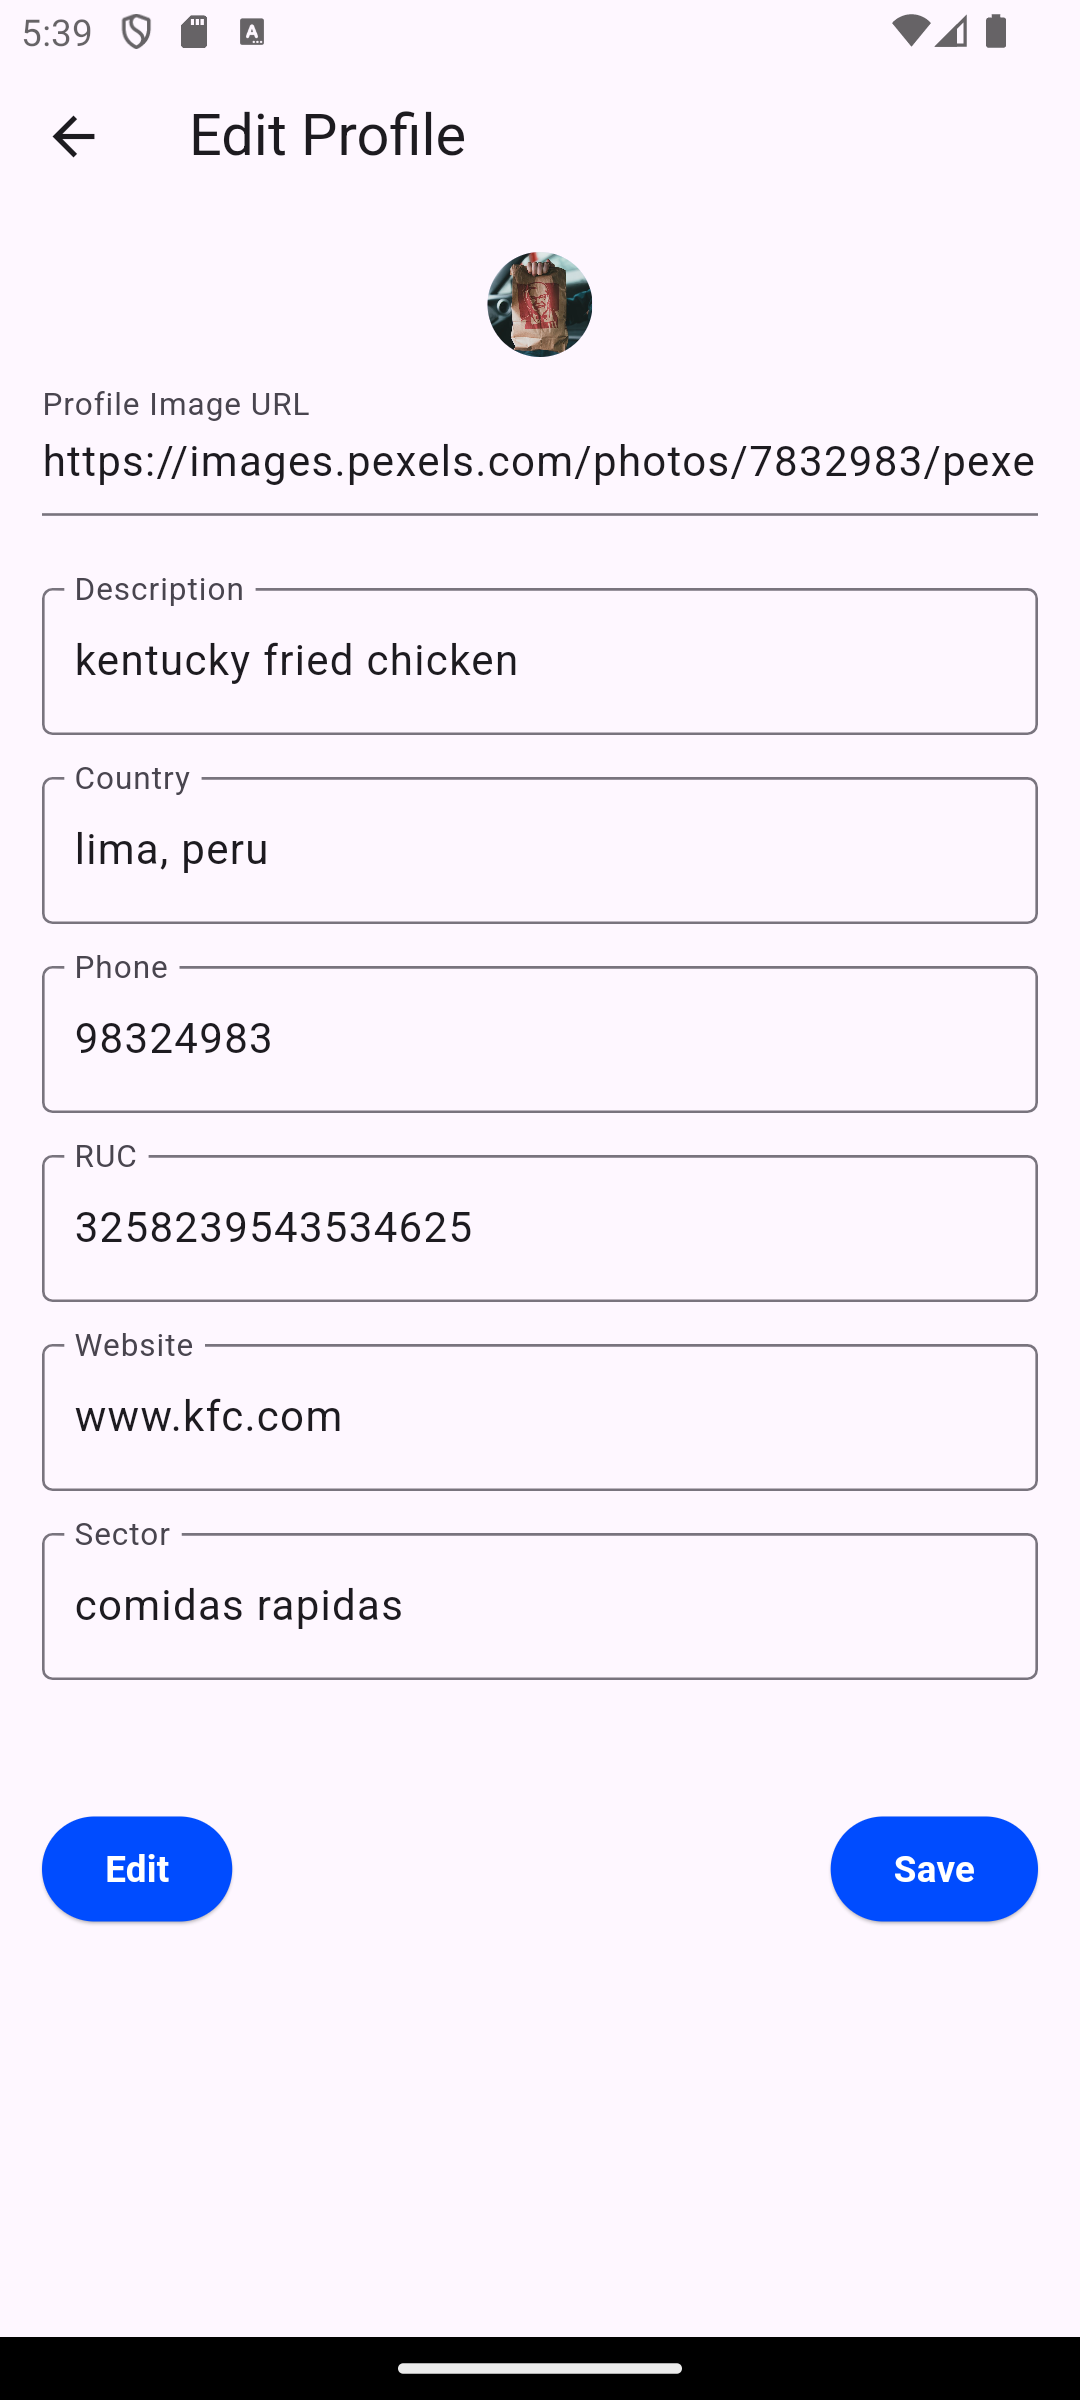 5:39
Edit Profile
Profile Image URL
https://images.pexels.com/photos/7832983/pexe
Description
kentucky fried chicken
Country
lima, peru
Phone
98324983
RUC
3258239543534625
Website
www.kfc.com
Sector
comidas rapidas
Edit
Save